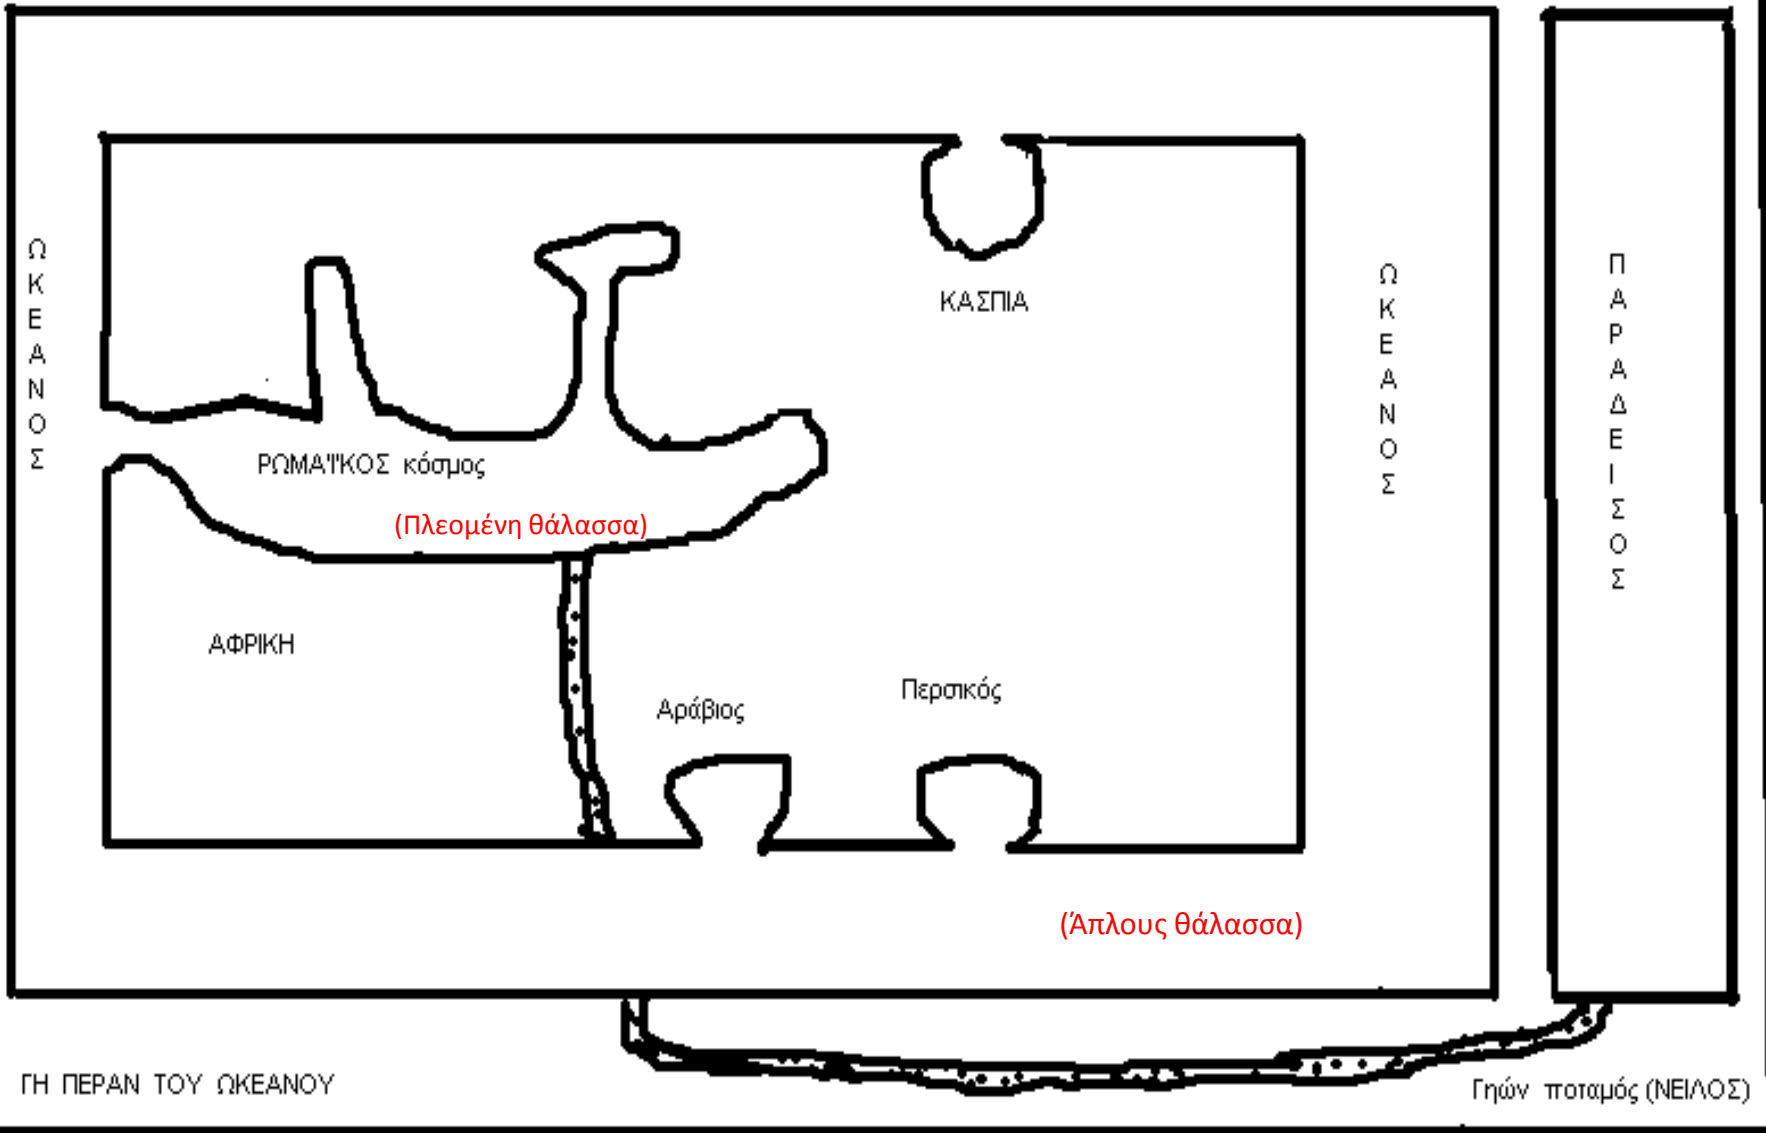 ΩΚΕΑΝΟΣ
ΚΑΣΠΙΑ
ΩΚΕΑΝΟΣ
ΠΑΡΑΔΕΙΣΟΣ
ΡΩΜΑΪΚΟΣ κόσμος
(Πλεομένη θάλασσα)
ΑΦΡΙΚΗ
Αράβιος
Περσικός
(Άπλους θάλασσα)
ΓΗ ΠΕΡΑΝ ΤΟΥ ΩΚΕΑΝΟΥ
Γηών ποταμός (ΝΕΙΛΟΣ)